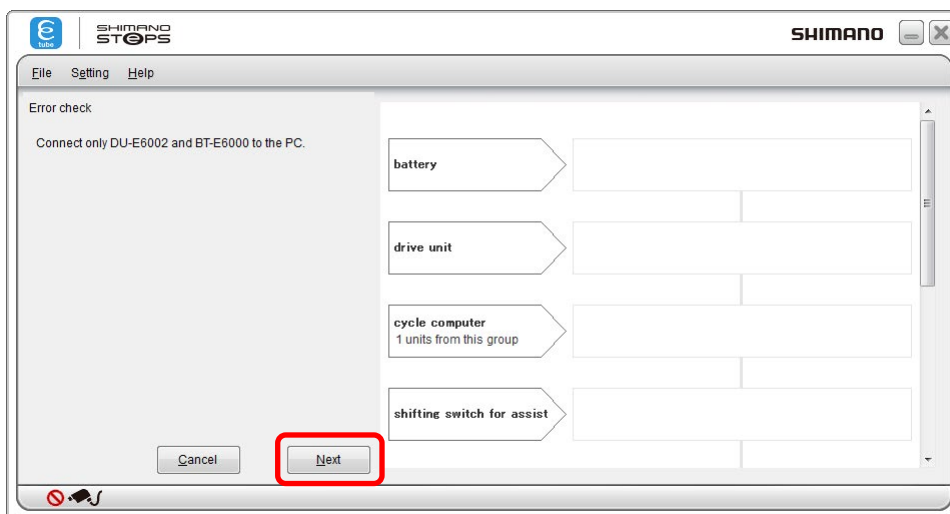 E
tube
SHIMANO
STEPS
SHIMANO
File Setting Help
Error check
Connect only DU-E6002 and BT-E6000 to the PC.
battery
drive unit
cycle computer
1 units from this group
shifting switch for assist
Cancel Next